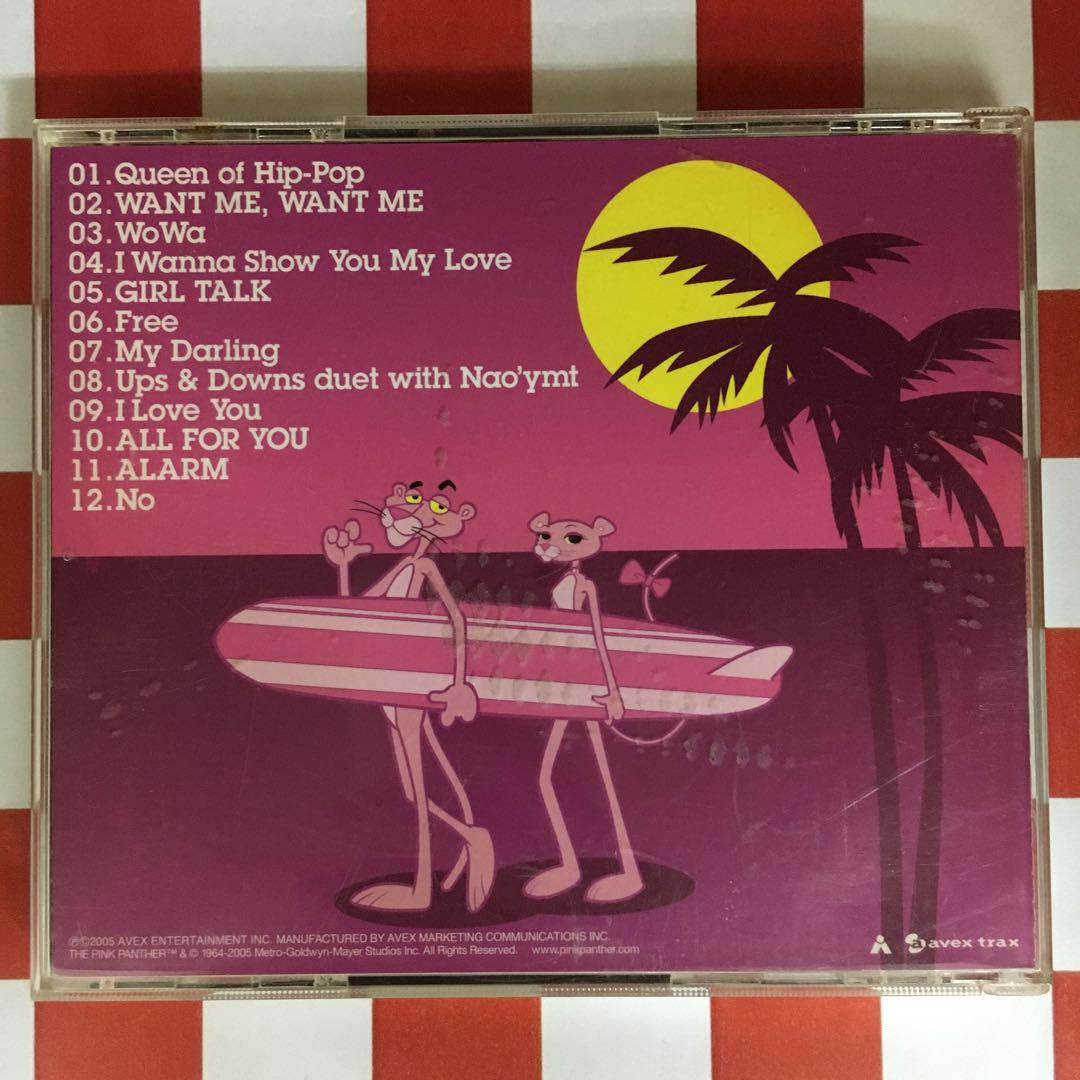 01.Queen of Hip-Pop
02.WANT ME, WANT ME
03.WoWa
04.I Wanna Show You My Love
05.GIRL TALK
06.Free
07.My Darling
08.Ups & Downs duet with Nao'ymt
09.I Love You
10.ALL FOR YOU
11.ALARM
12.No
℗©2005 AVEX ENTERTAINMENT INC. MANUFACTURED BY AVEX MARKETING COMMUNICATIONS INC.
THE PINK PANTHER™ & © 1964-2005 Metro-Goldwyn-Mayer Studios Inc. All Rights Reserved. www.pinkpanther.com
avex trax